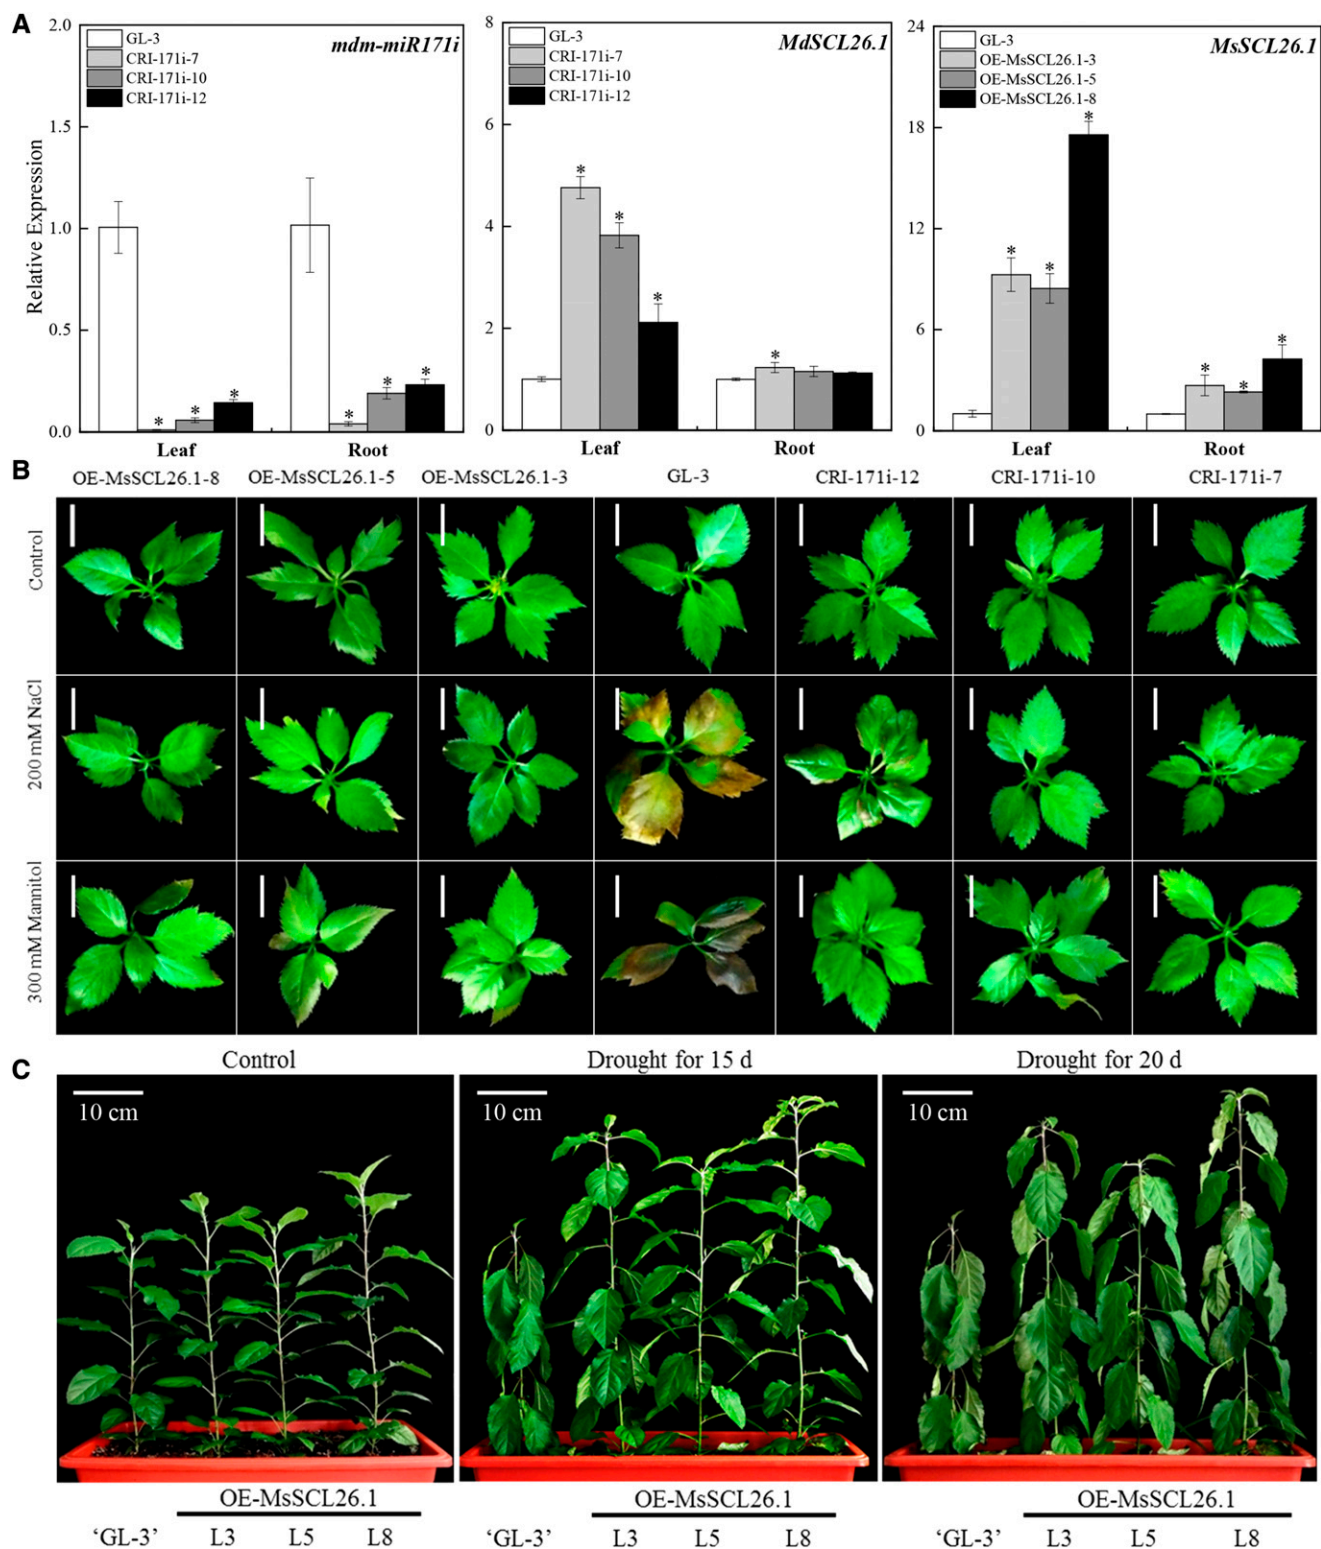 A
2.0
1.5
1.0
0.5
0.0
Relative Expression
GL-3
CRI-171i-7
CRI-171i-10
CRI-171i-12
mdm-miR171i
* * *
* * *
Leaf Root
8
6
4
2
0
GL-3
CRI-171i-7
CRI-171i-10
CRI-171i-12
MdSCL26.1
* * *
*
Leaf Root
24
18
12
6
0
GL-3
OE-MsSCL26.1-3
OE-MsSCL26.1-5
OE-MsSCL26.1-8
MsSCL26.1
* * *
* * *
Leaf Root
B
OE-MsSCL26.1-8 OE-MsSCL26.1-5 OE-MsSCL26.1-3 GL-3 CRI-171i-12 CRI-171i-10 CRI-171i-7
Control
200 mM NaCl
300 mM Mannitol
C
Control Drought for 15 d Drought for 20 d
10 cm 10 cm 10 cm
OE-MsSCL26.1 OE-MsSCL26.1 OE-MsSCL26.1
‘GL-3’ L3 L5 L8 ‘GL-3’ L3 L5 L8 ‘GL-3’ L3 L5 L8